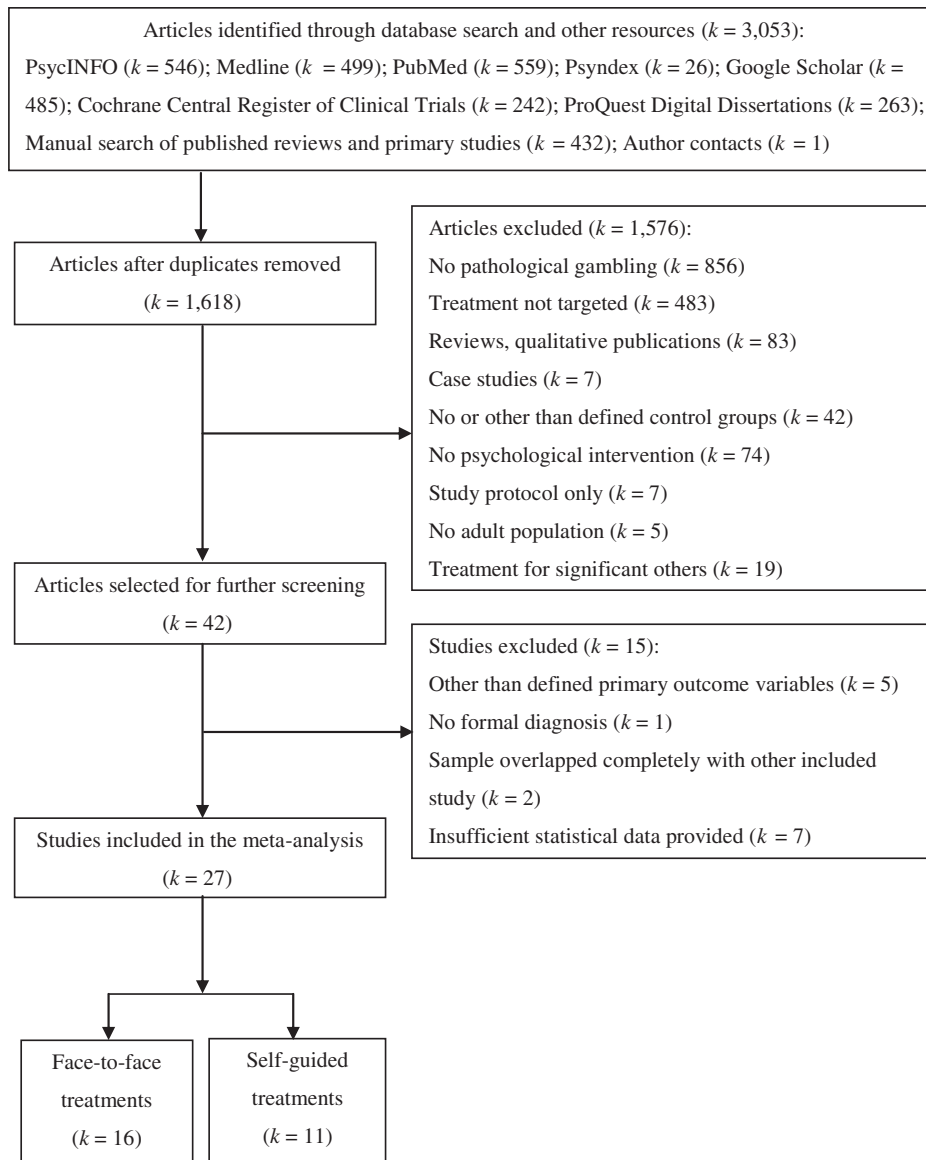 Articles identified through database search and other resources (k = 3,053):
PsycINFO (k = 546); Medline (k = 499); PubMed (k = 559); Psyndex (k = 26); Google Scholar (k =
485); Cochrane Central Register of Clinical Trials (k = 242); ProQuest Digital Dissertations (k = 263);
Manual search of published reviews and primary studies (k = 432); Author contacts (k = 1)
Articles after duplicates removed
(k = 1,618)
Articles excluded (k = 1,576):
No pathological gambling (k = 856)
Treatment not targeted (k = 483)
Reviews, qualitative publications (k = 83)
Case studies (k = 7)
No or other than defined control groups (k = 42)
No psychological intervention (k = 74)
Study protocol only (k = 7)
No adult population (k = 5)
Treatment for significant others (k = 19)
Articles selected for further screening
(k = 42)
Studies excluded (k = 15):
Other than defined primary outcome variables (k = 5)
No formal diagnosis (k = 1)
Sample overlapped completely with other included
study (k = 2)
Insufficient statistical data provided (k = 7)
Studies included in the meta-analysis
(k = 27)
Face-to-face
treatments
(k = 16)
Self-guided
treatments
(k = 11)